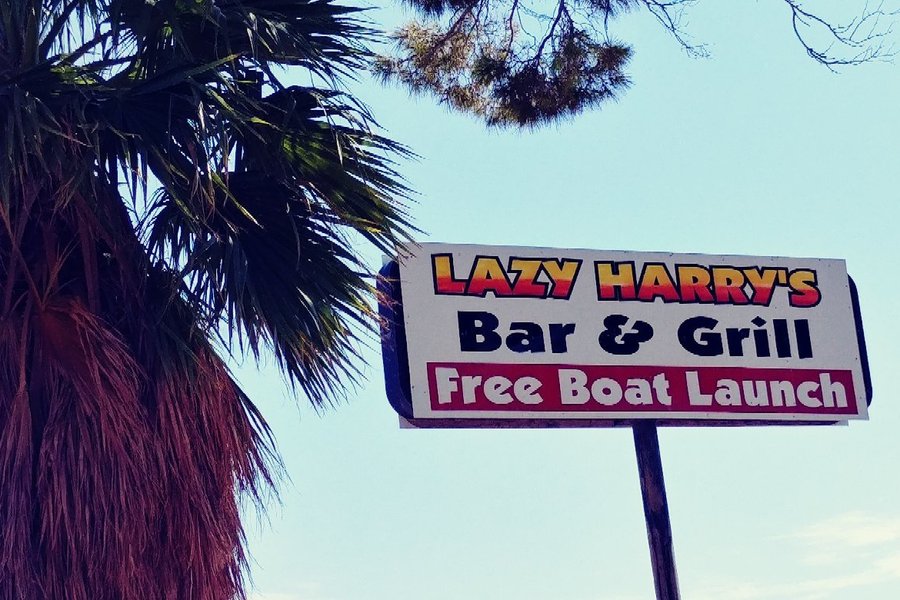 LAZY HARRY'S
Bar & Grill
Free Boat Launch